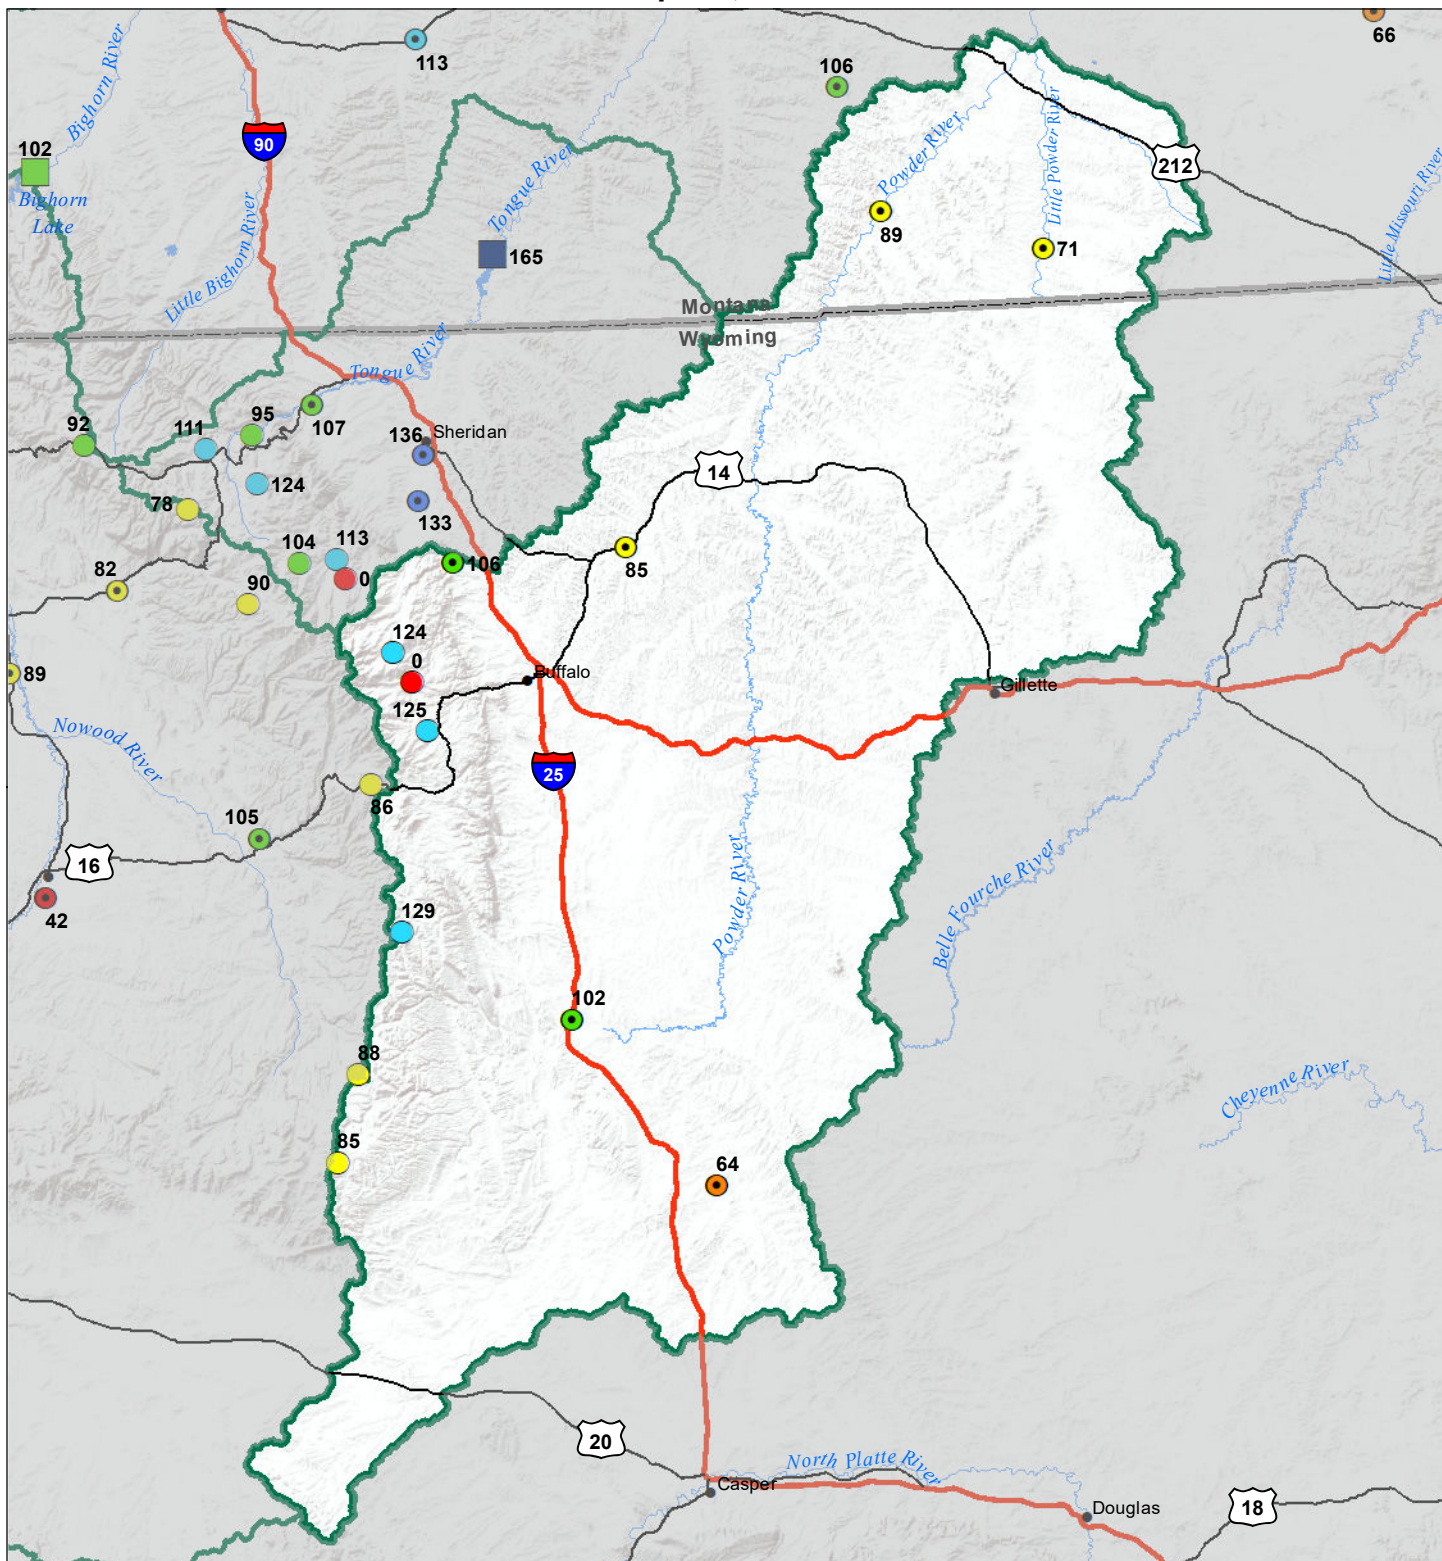 66
113
106
Bighorn River
90
102
Bighorn
Lake
Tongue River
Powder River
Little Powder River
212
Little Missouri River
Little Bighorn River
165
89
71
Montana
Wyoming
Tongue River
107
95
92
111
136
Sheridan
124
14
78
133
104
113
0
106
85
82
90
124
0
Buffalo
89
Gillette
125
Nowood River
25
86
105
16
42
Powder River
Belle Fourche River
129
102
88
Cheyenne River
85
64
20
North Platte River
Casper
Douglas
18